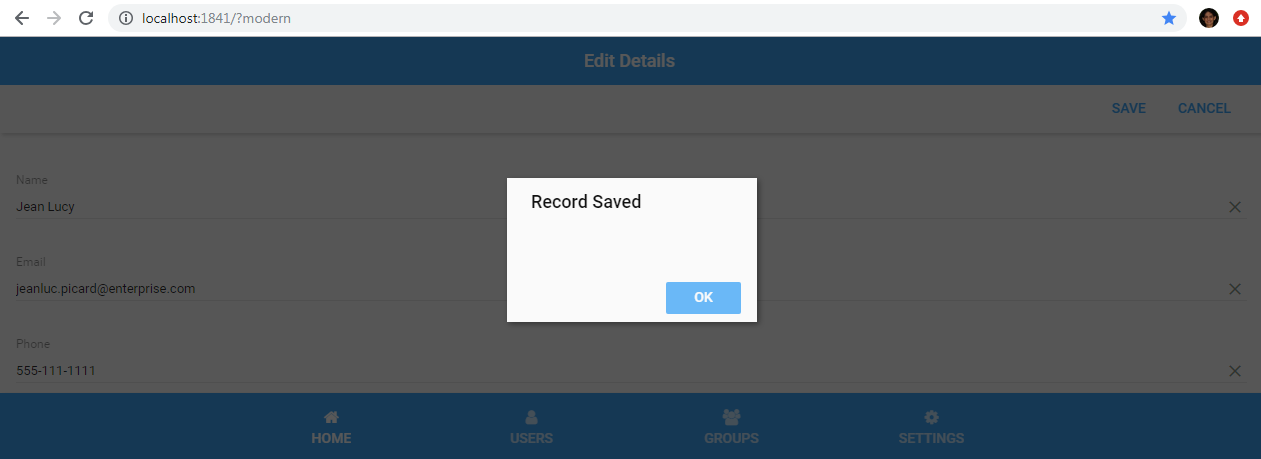 localhost:1841/?modern
Edit Details
SAVE CANCEL
Name
Jean Lucy
Record Saved
Email
jeanluc.picard@enterprise.com
OK
Phone
555-111-1111
HOME USERS GROUPS SETTINGS